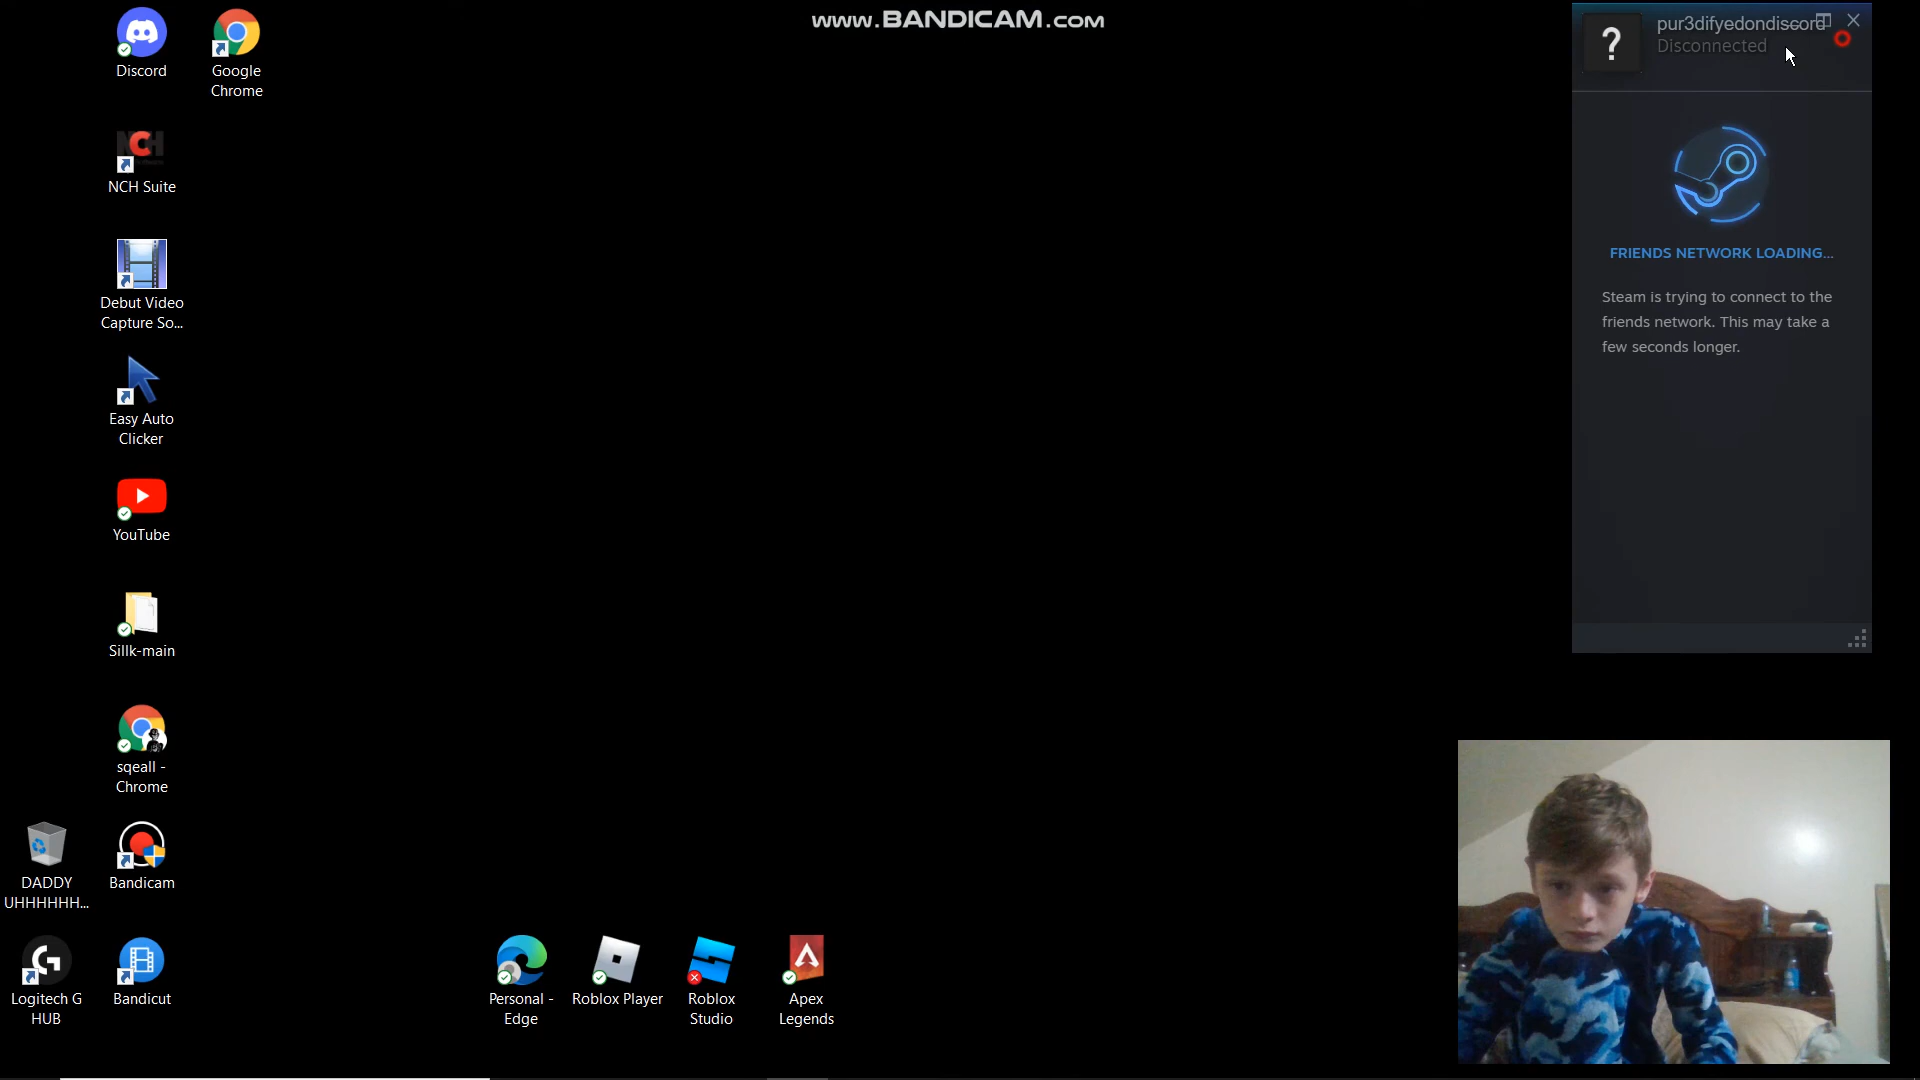 www.BANDICAM.com
Discord
Google
Chrome
NCH
NCH Suite
Debut Video
Capture So...
Easy Auto
Clicker
YouTube
Sillk-main
sqeall -
Chrome
DADDY
UHHHHHH...
Bandicam
Logitech G
HUB
Bandicut
Personal -
Edge
Roblox Player
Roblox
Studio
Apex
Legends
?
pur3difyedondiscord
Disconnected
FRIENDS NETWORK LOADING...
Steam is trying to connect to the
friends network. This may take a
few seconds longer.